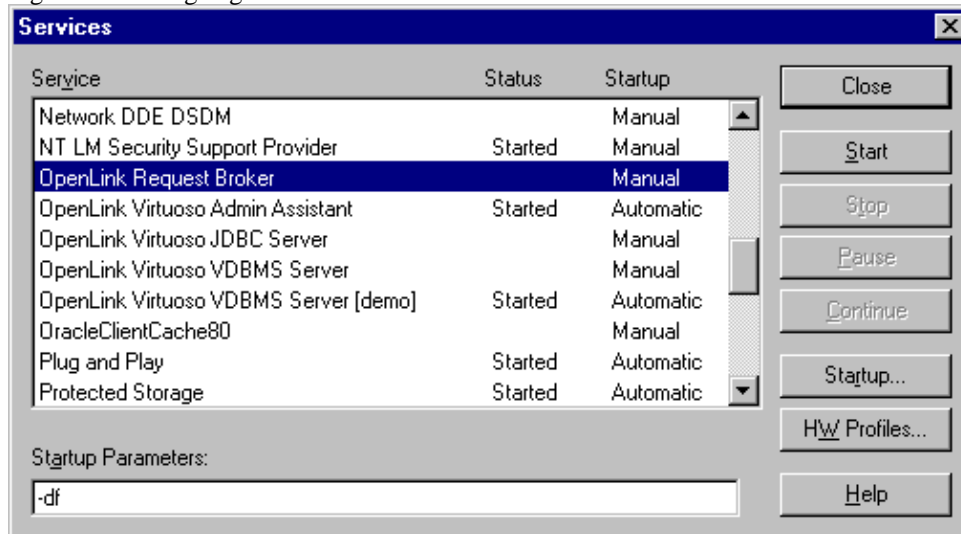 Services
Service Status Startup
Close
Network DDE DSDM Manual
NT LM Security Support Provider Started Manual
Start
OpenLink Request Broker Manual
OpenLink Virtuoso Admin Assistant Started Automatic
Stop
OpenLink Virtuoso JDBC Server Manual
OpenLink Virtuoso VDBMS Server Manual
Pause
OpenLink Virtuoso VDBMS Server [demo] Started Automatic
Continue
OracleClientCache80 Manual
Plug and Play Started Automatic
Startup...
Protected Storage Started Automatic
HW Profiles...
Startup Parameters:
-df
Help